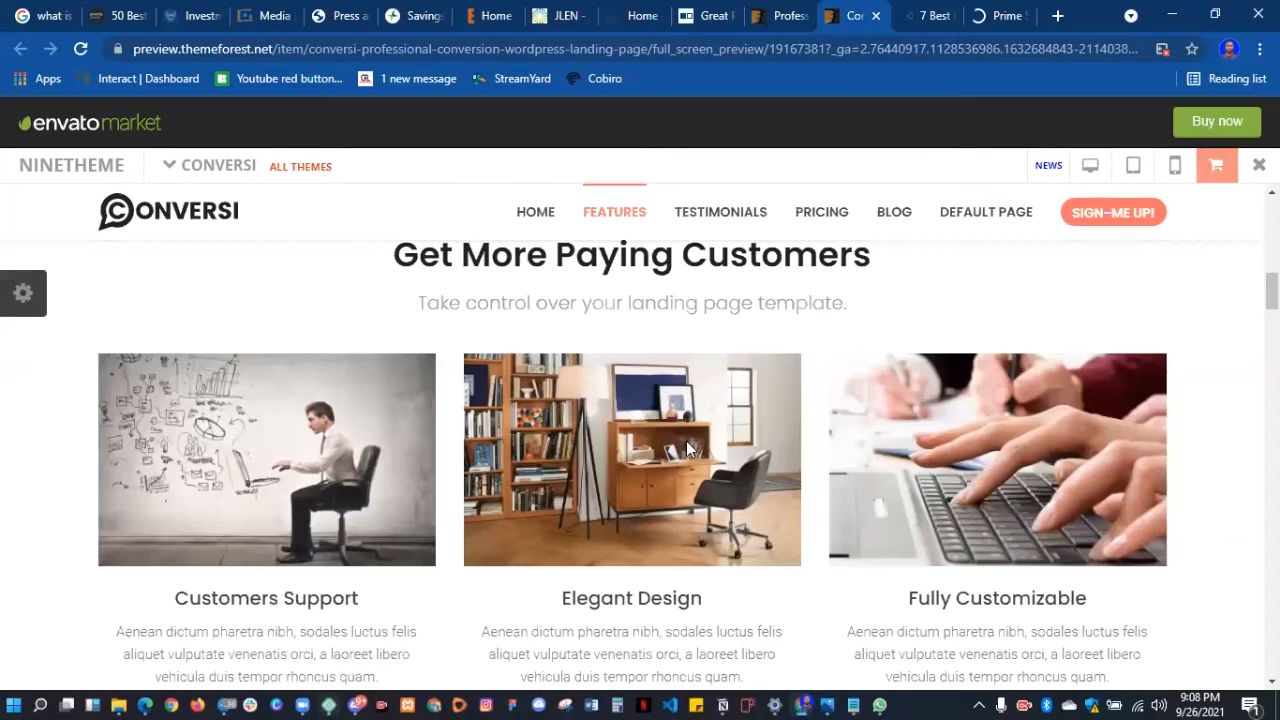 what is
50 Best
Investm
Media
Press a
Saving
Home
JLEN -
Home
Great F
Profess
Con
7 Best
Prime S
preview.themeforest.net/item/conversi-professional-conversion-wordpress-landing-page/full_screen_preview/19167381?_ga=2.76440917.1128536986.1632684843-2114038...
Apps
Interact | Dashboard
Youtube red button...
1 new message
StreamYard
Cobiro
Reading list
envatomarket
Buy now
NINETHEME
CONVERSI
ALL THEMES
NEWS
CONVERSI
HOME
FEATURES
TESTIMONIALS
PRICING
BLOG
DEFAULT PAGE
SIGN-ME UP!
Get More Paying Customers
Take control over your landing page template.
Customers Support
Aenean dictum pharetra nibh, sodales luctus felis
aliquet vulputate venenatis orci, a laoreet libero
vehicula duis tempor rhoncus quam.
Elegant Design
Aenean dictum pharetra nibh, sodales luctus felis
aliquet vulputate venenatis orci, a laoreet libero
vehicula duis tempor rhoncus quam.
Fully Customizable
Aenean dictum pharetra nibh, sodales luctus felis
aliquet vulputate venenatis orci, a laoreet libero
vehicula duis tempor rhoncus quam.
9:08 PM
9/26/2021